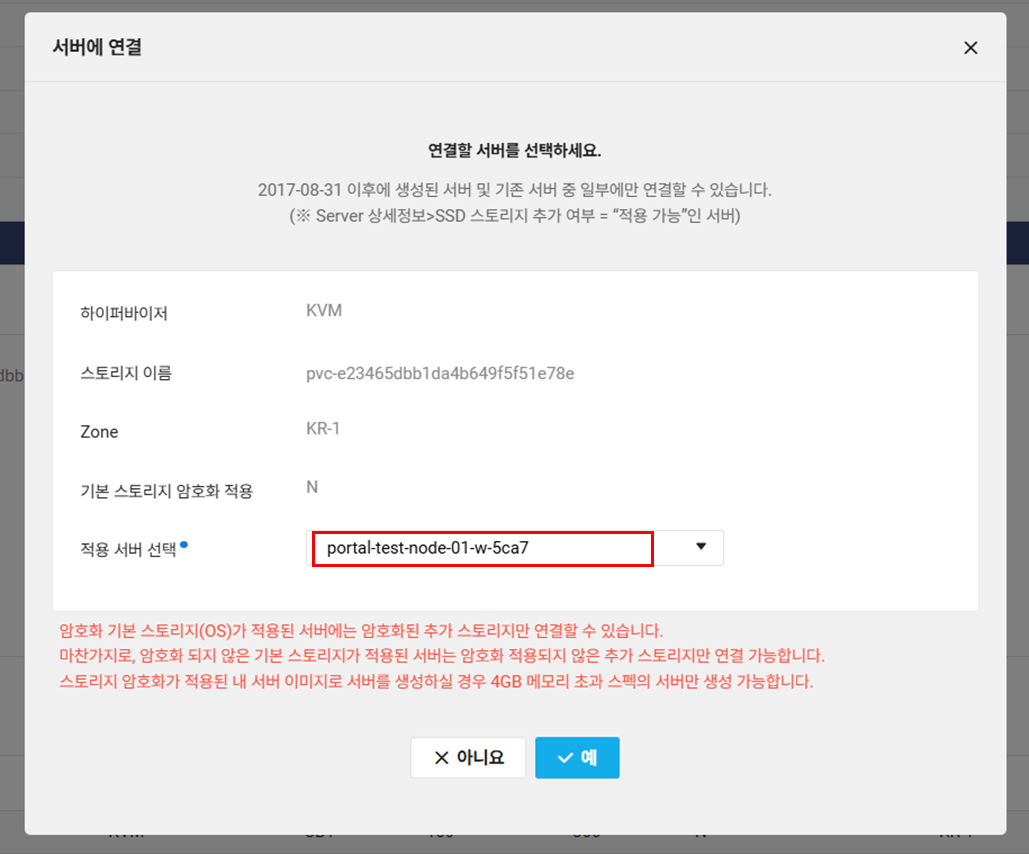 서버에 연결
연결할 서버를 선택하세요.
2017-08-31 이후에 생성된 서버 및 기존 서버 중 일부에만 연결할 수 있습니다.
(※ Server 상세정보>SSD 스토리지 추가 여부 = “적용 가능”인 서버)
하이퍼바이저 KVM
스토리지 이름 pvc-e23465dbb1da4b649f5f51e78e
Zone KR-1
기본 스토리지 암호화 적용 N
적용 서버 선택 portal-test-node-01-w-5ca7
암호화 기본 스토리지(OS)가 적용된 서버에는 암호화된 추가 스토리지만 연결할 수 있습니다.
마찬가지로, 암호화 되지 않은 기본 스토리지가 적용된 서버는 암호화 적용되지 않은 추가 스토리지만 연결 가능합니다.
스토리지 암호화가 적용된 내 서버 이미지로 서버를 생성하실 경우 4GB 메모리 초과 스펙의 서버만 생성 가능합니다.
아니요 예